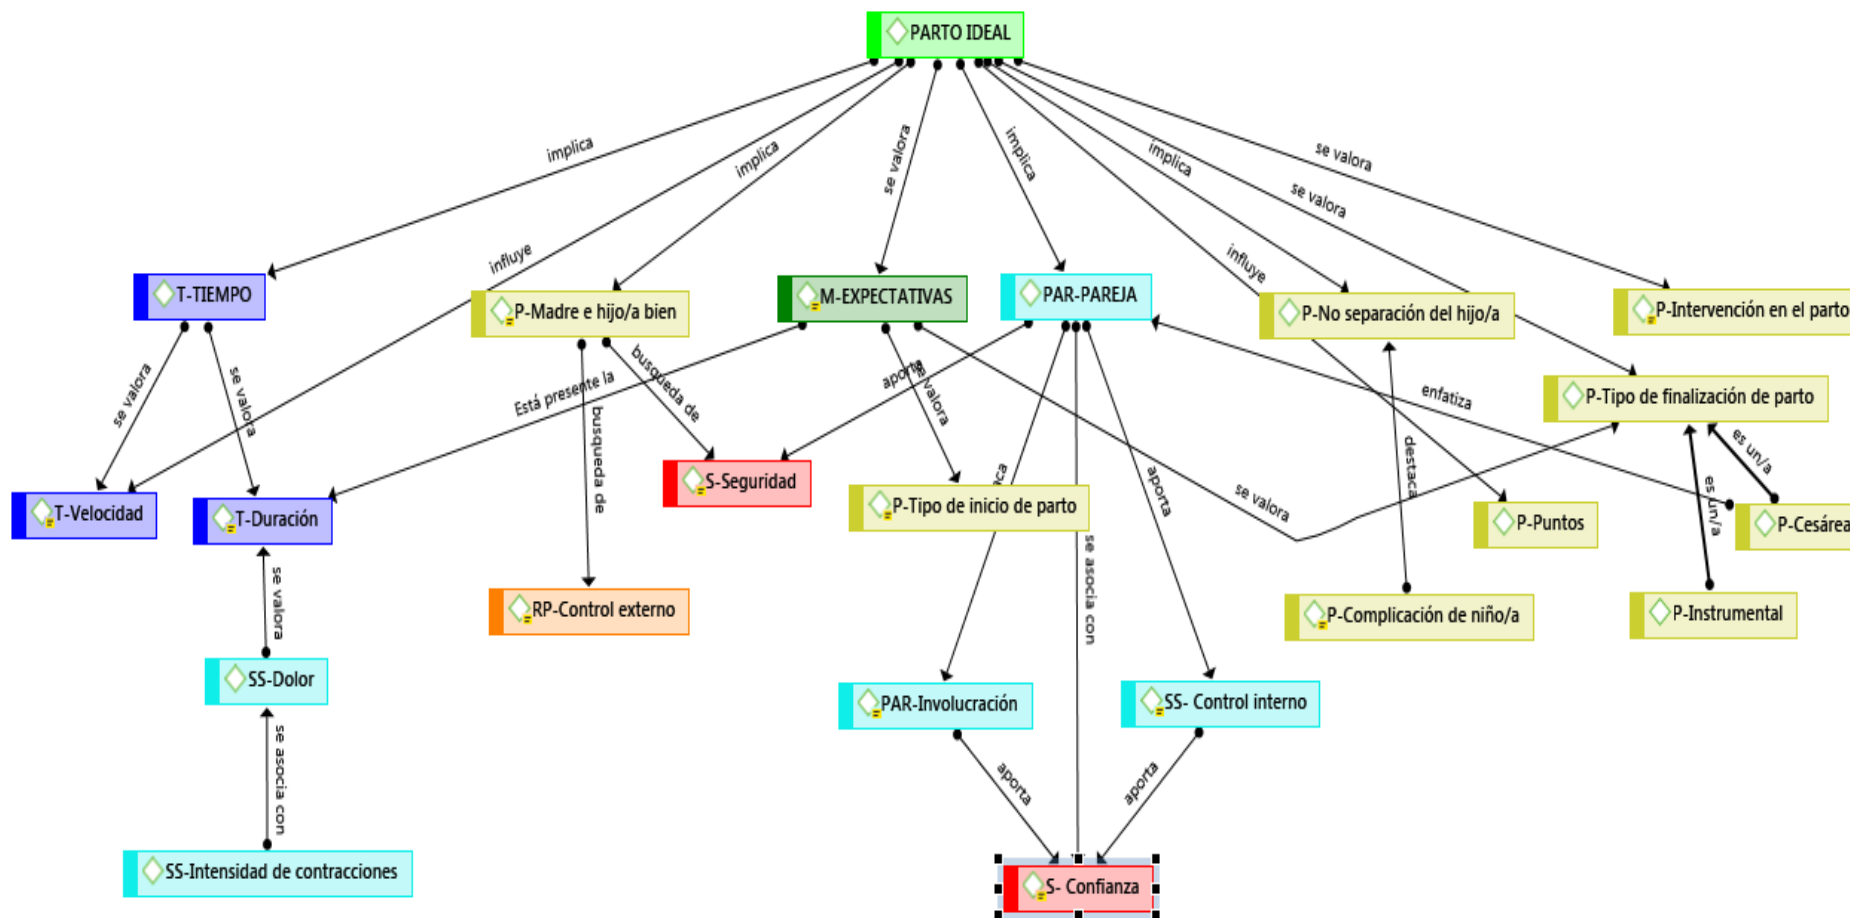 PARTO IDEAL
implica
influye
implica
se valora
implica
influye
implica
se valora
se valora
T-TIEMPO
P-Madre e hijo/a bien
M-EXPECTATIVAS
PAR-PAREJA
P-No separación del hijo/a
P-Intervención en el parto
se valora
se valora
Está presente la
busqueda de
busqueda de
aporta
se valora
enfatiza
P-Tipo de finalización de parto
es un/a
es un/a
destaca
se valora
aporta
T-Velocidad
T-Duración
S-Seguridad
P-Tipo de inicio de parto
P-Puntos
P-Cesárea
se valora
se asocia con
RP-Control externo
P-Complicación de niño/a
P-Instrumental
SS-Dolor
PAR-Involucración
SS- Control interno
se asocia con
aporta
aporta
SS-Intensidad de contracciones
S- Confianza